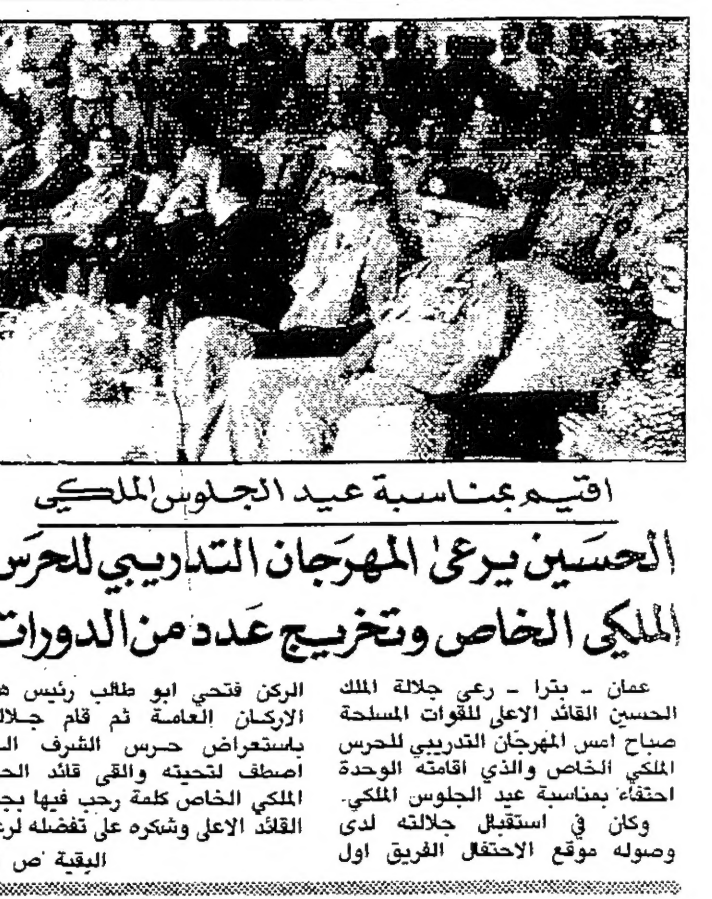 اقيم بمناسبة عيد الجلوس الملكي
الحسين يرعى المهرجان التدريبي للحرس
الملكي الخاص وتخريج عدد من الدورات
عمان ـ بترا ـ رعى جلالة الملك
الحسين القائد الاعلى للقوات المسلحة
صباح امس المهرجان التدريبي للحرس
الملكي الخاص والذي اقامته الوحدة
احتفاء بمناسبة عيد الجلوس الملكي.
وكان في استقبال جلالته لدى
وصوله موقع الاحتفال الفريق اول
الركن فتحي ابو طالب رئيس
الاركان العامة ثم قام
باستعراض حرس الشرف
اصطف لتحيته والقى قائد
الملكي الخاص كلمة رحب فيها
القائد الاعلى وشكره على تفضله
البقية ص